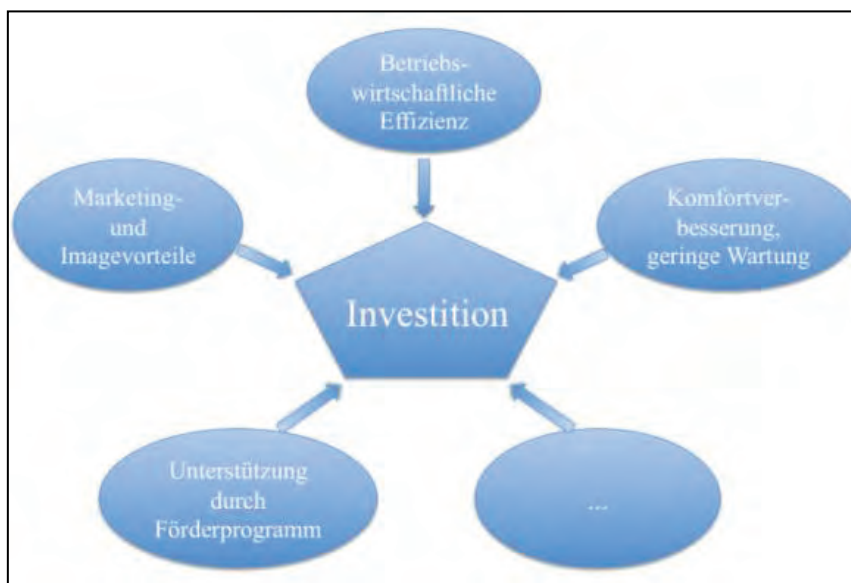 Betriebs-
wirtschaftliche
Effizienz
Marketing-
und
Imagevorteile
Komfortver-
besserung,
geringe Wartung
Investition
Unterstützung
durch
Förderprogramm
...